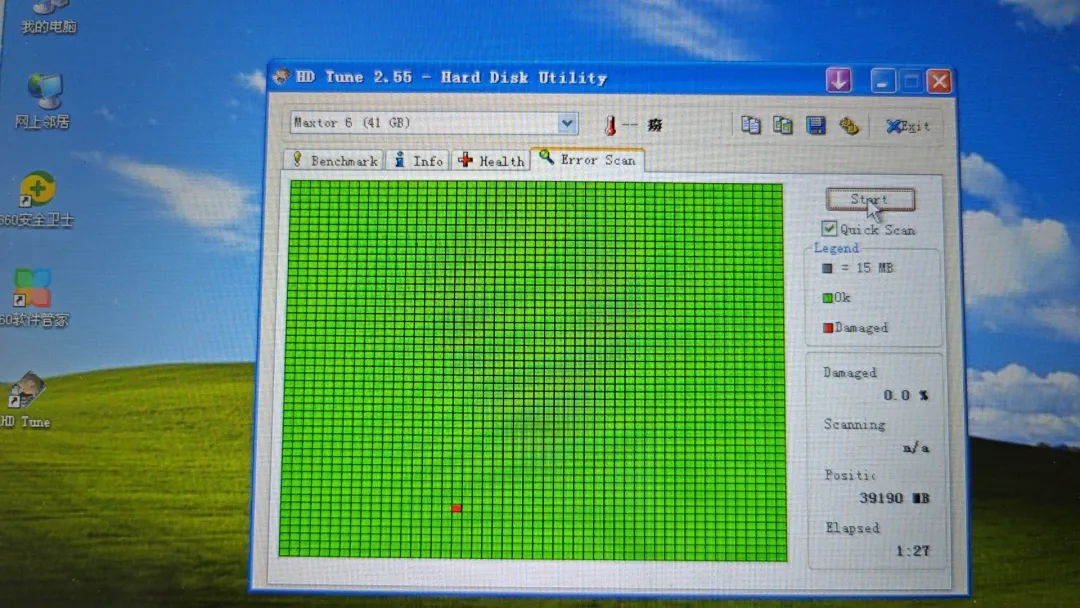 我的电脑
网上邻居
360安全卫士
360软件管家
HD Tune
HD Tune 2.55 - Hard Disk Utility
Maxtor 6 (41 GB)
--
Exit
Benchmark
Info
Health
Error Scan
Start
Quick Scan
Legend
= 15 MB
Ok
Damaged
Damaged
0.0 %
Scanning
n/a
Positic
39190 MB
Elapsed
1:27